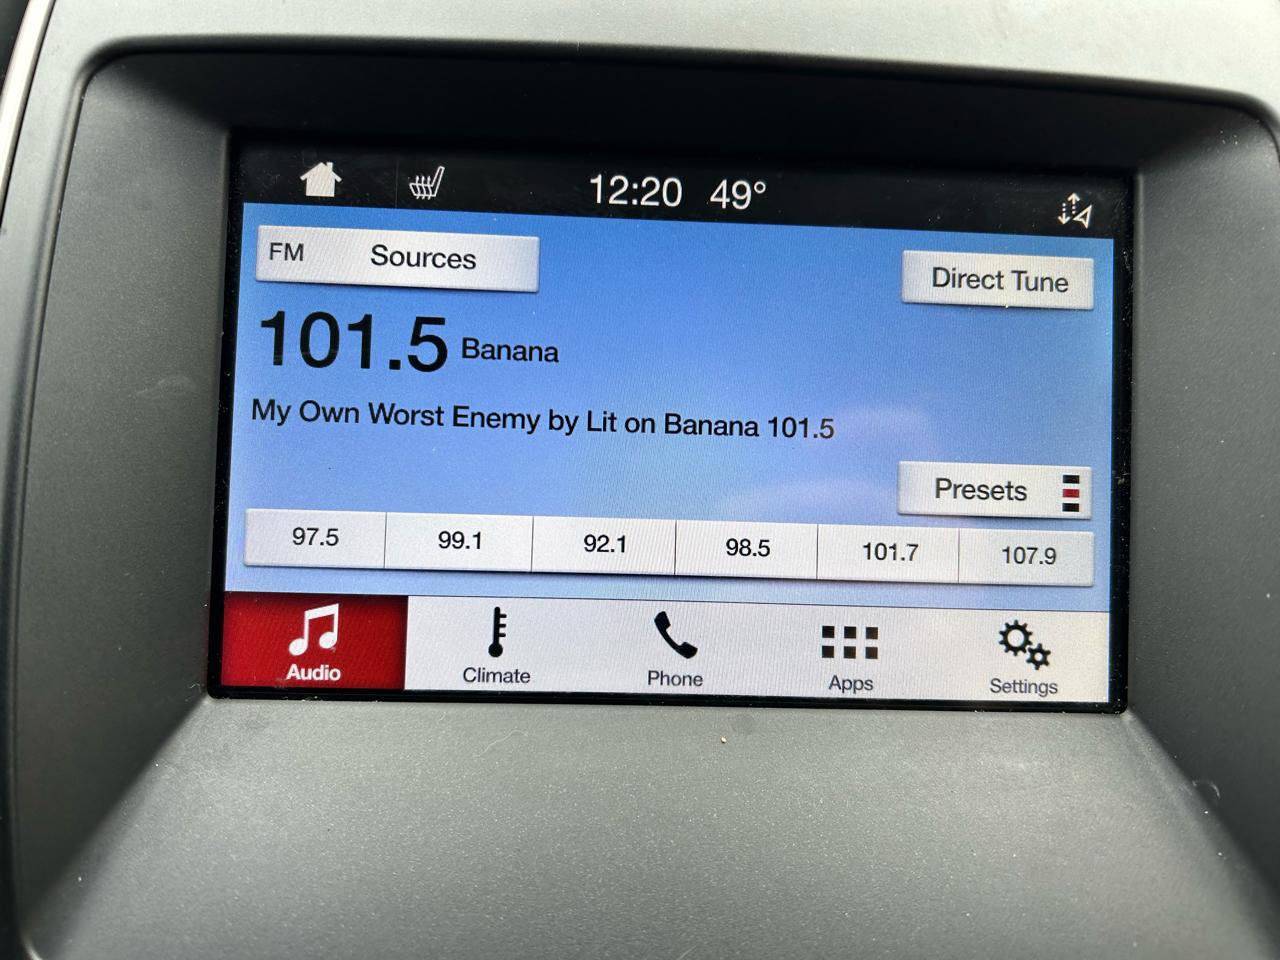 12:20 49°
FM Sources
Direct Tune
101.5 Banana
My Own Worst Enemy by Lit on Banana 101.5
Presets
97.5 99.1 92.1 98.5 101.7 107.9
Audio Climate Phone Apps Settings